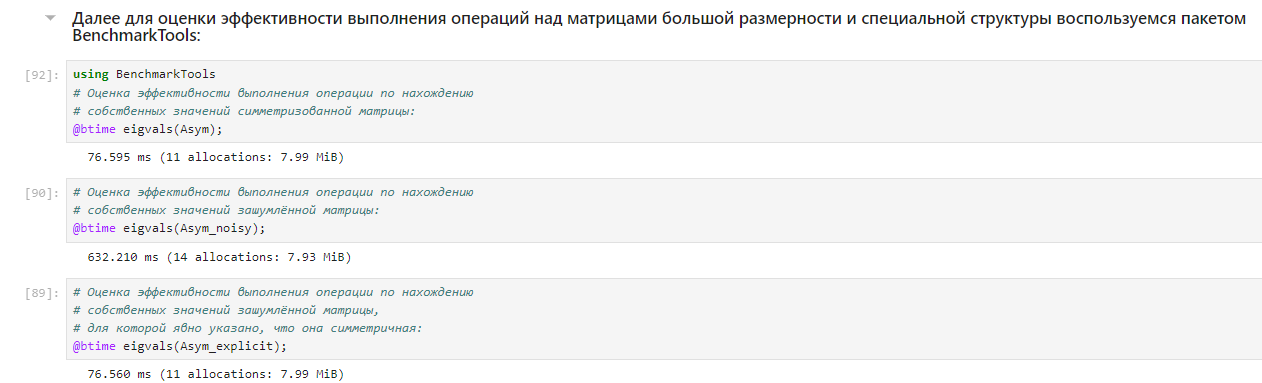 Далее для оценки эффективности выполнения операций над матрицами большой размерности и специальной структуры воспользуемся пакетом
BenchmarkTools:
[92]:
using BenchmarkTools
# Оценка эффективности выполнения операции по нахождению
# собственных значений симметризованной матрицы:
@btime eigvals(Asym);
76.595 ms (11 allocations: 7.99 MiB)
[90]:
# Оценка эффективности выполнения операции по нахождению
# собственных значений зашумлённой матрицы:
@btime eigvals(Asym_noisy);
632.210 ms (14 allocations: 7.93 MiB)
[89]:
# Оценка эффективности выполнения операции по нахождению
# собственных значений зашумлённой матрицы,
# для которой явно указано, что она симметричная:
@btime eigvals(Asym_explicit);
76.560 ms (11 allocations: 7.99 MiB)